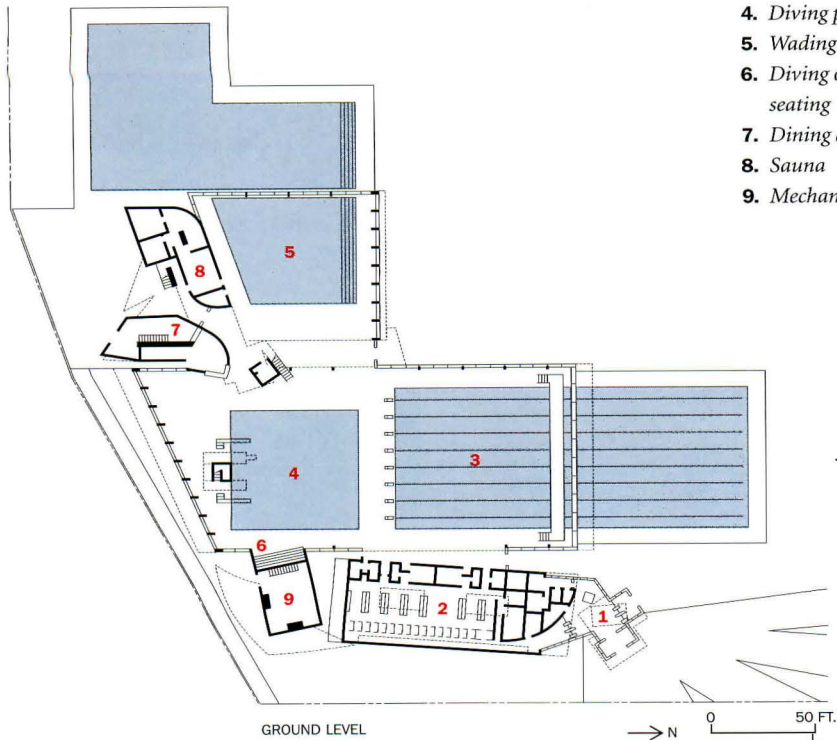 4. Diving
5. Wading
6. Diving
seating
7. Dining
8. Sauna
9.
5
8
7
4
3
6
9
2
1
GROUND LEVEL
N
0 50 FT.